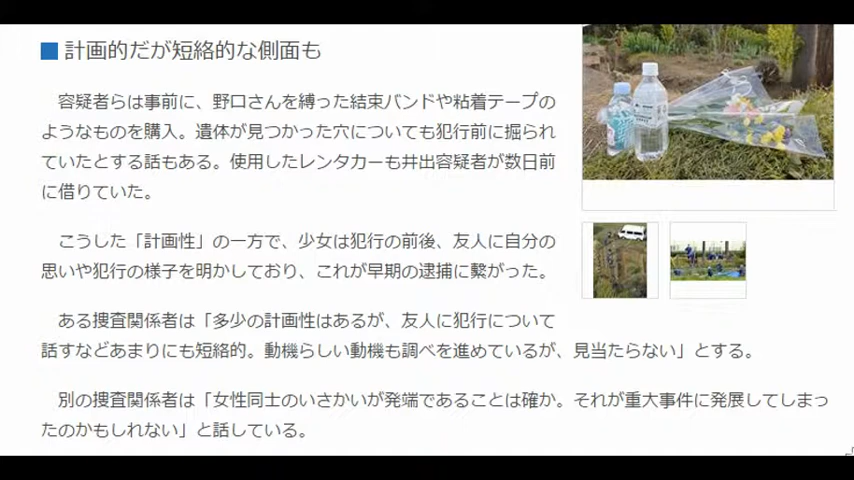 計画的だが短絡的な側面も
容疑者らは事前に、野口さんを縛った結束バンドや粘着テープの
ようなものを購入。遺体が見つかった穴についても犯行前に掘られ
ていたとする話もある。使用したレンタカーも井出容疑者が数日前
に借りていた。
こうした「計画性」の一方で、少女は犯行の前後、友人に自分の
思いや犯行の様子を明かしており、これが早期の逮捕に繋がった。
ある捜査関係者は「多少の計画性はあるが、友人に犯行について
話すなどあまりにも短絡的。動機らしい動機も調べを進めているが、見当たらない」とする。
別の捜査関係者は「女性同士のいさかいが発端であることは確か。それが重大事件に発展してしまっ
たのかもしれない」と話している。